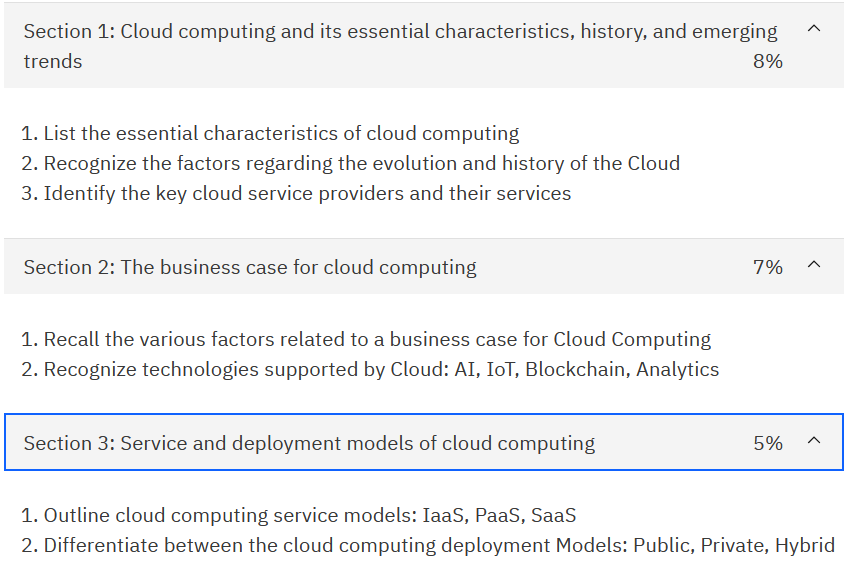 Section 1: Cloud computing and its essential characteristics, history, and emerging
trends 8%
1. List the essential characteristics of cloud computing
2. Recognize the factors regarding the evolution and history of the Cloud
3. Identify the key cloud service providers and their services
Section 2: The business case for cloud computing 7%
1. Recall the various factors related to a business case for Cloud Computing
2. Recognize technologies supported by Cloud: AI, IoT, Blockchain, Analytics
Section 3: Service and deployment models of cloud computing 5%
1. Outline cloud computing service models: IaaS, PaaS, SaaS
2. Differentiate between the cloud computing deployment Models: Public, Private, Hybrid